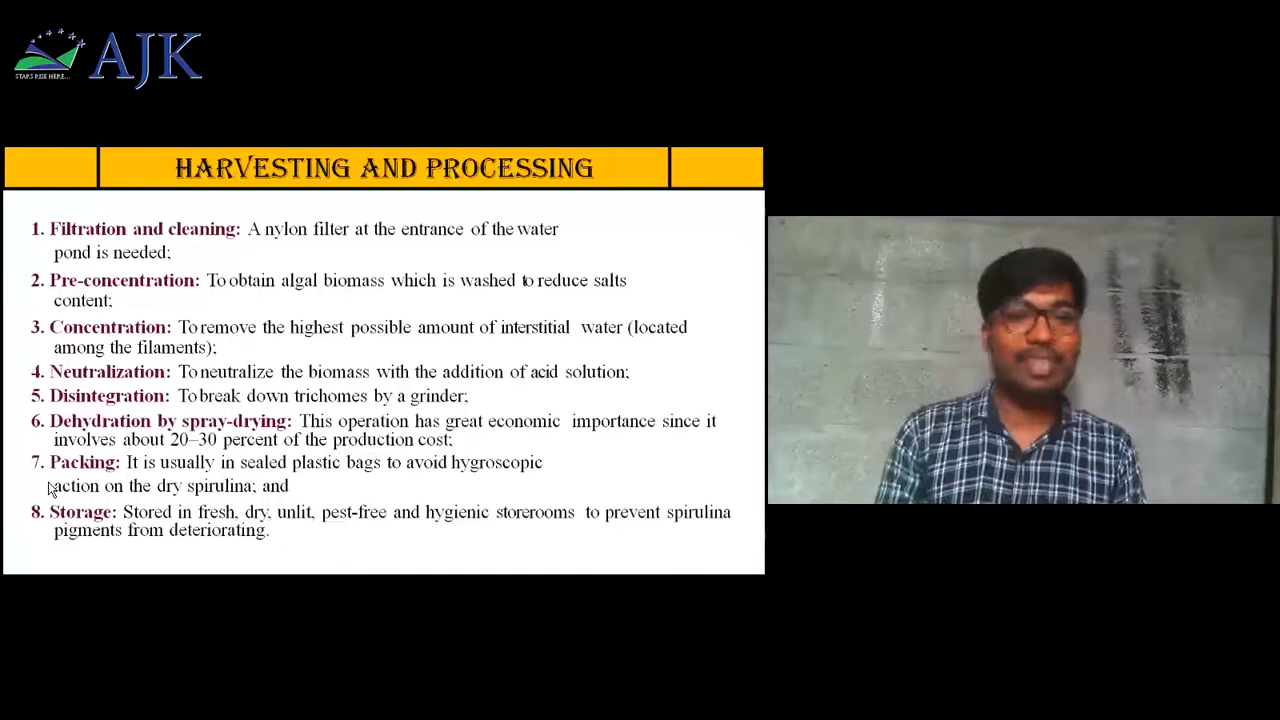 AJK
STARS RISE HERE...
HARVESTING AND PROCESSING
1. Filtration and cleaning: A nylon filter at the entrance of the water
pond is needed;
2. Pre-concentration: To obtain algal biomass which is washed to reduce salts
content;
3. Concentration: To remove the highest possible amount of interstitial water (located
among the filaments);
4. Neutralization: To neutralize the biomass with the addition of acid solution;
5. Disintegration: To break down trichomes by a grinder;
6. Dehydration by spray-drying: This operation has great economic importance since it
involves about 20–30 percent of the production cost;
7. Packing: It is usually in sealed plastic bags to avoid hygroscopic
action on the dry spirulina; and
8. Storage: Stored in fresh, dry, unlit, pest-free and hygienic storerooms to prevent spirulina
pigments from deteriorating.